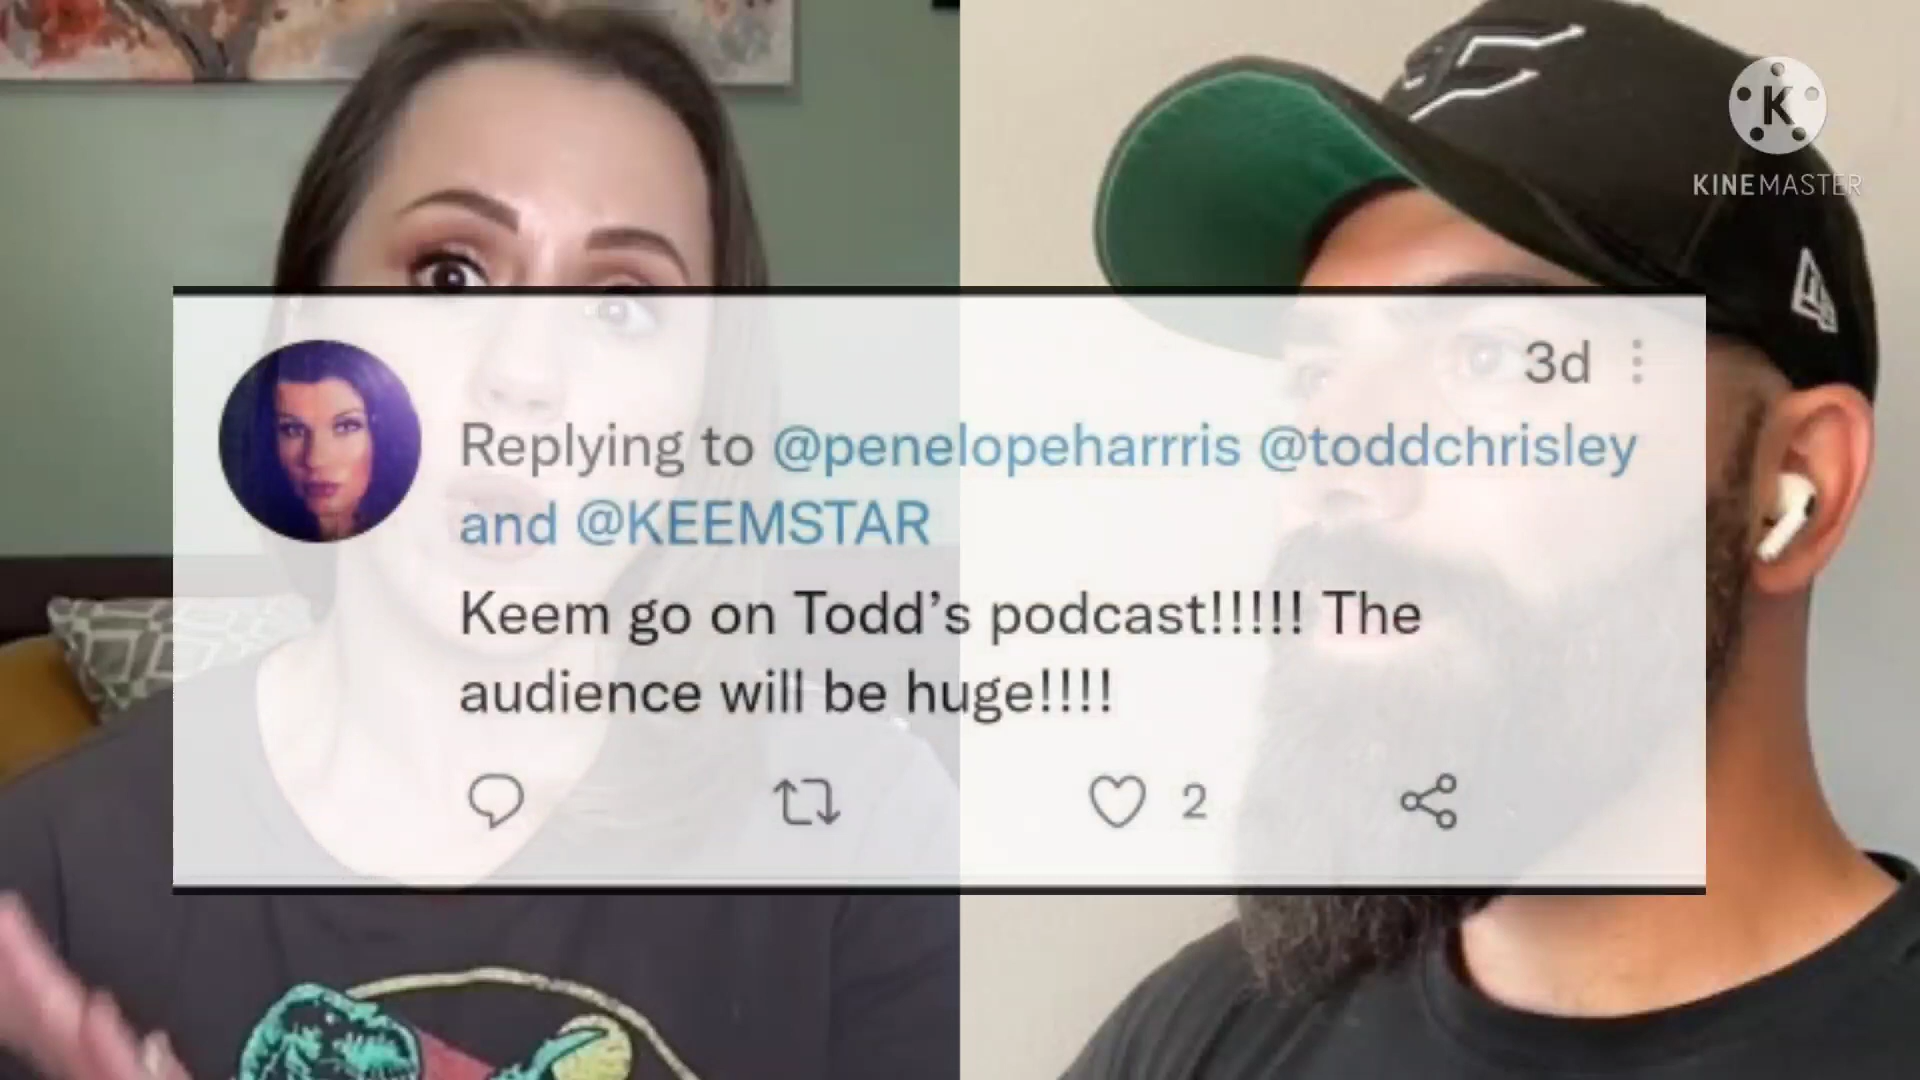 KINEMASTER
3d
Replying to @penelopeharrris @toddchrisley
and @KEEMSTAR
Keem go on Todd's podcast!!!!! The
audience will be huge!!!!
2